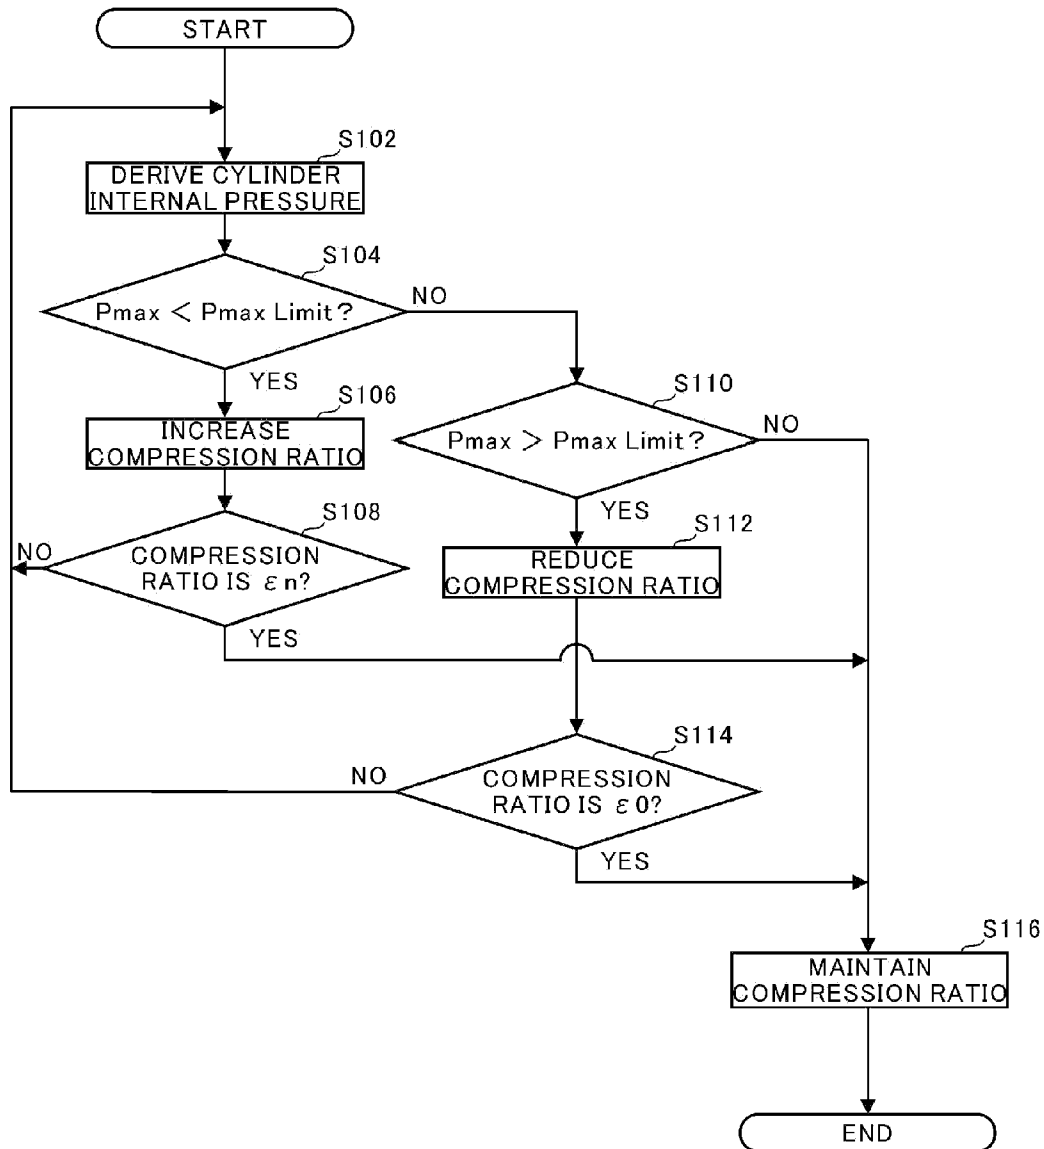 START
S102
DERIVE CYLINDER
INTERNAL PRESSURE
S104
Pmax < Pmax Limit?
NO
YES
S106
INCREASE
COMPRESSION RATIO
S110
Pmax > Pmax Limit?
NO
YES
S108
COMPRESSION
RATIO IS εn?
NO
YES
S112
REDUCE
COMPRESSION RATIO
S114
COMPRESSION
RATIO IS ε0?
NO
YES
S116
MAINTAIN
COMPRESSION RATIO
END